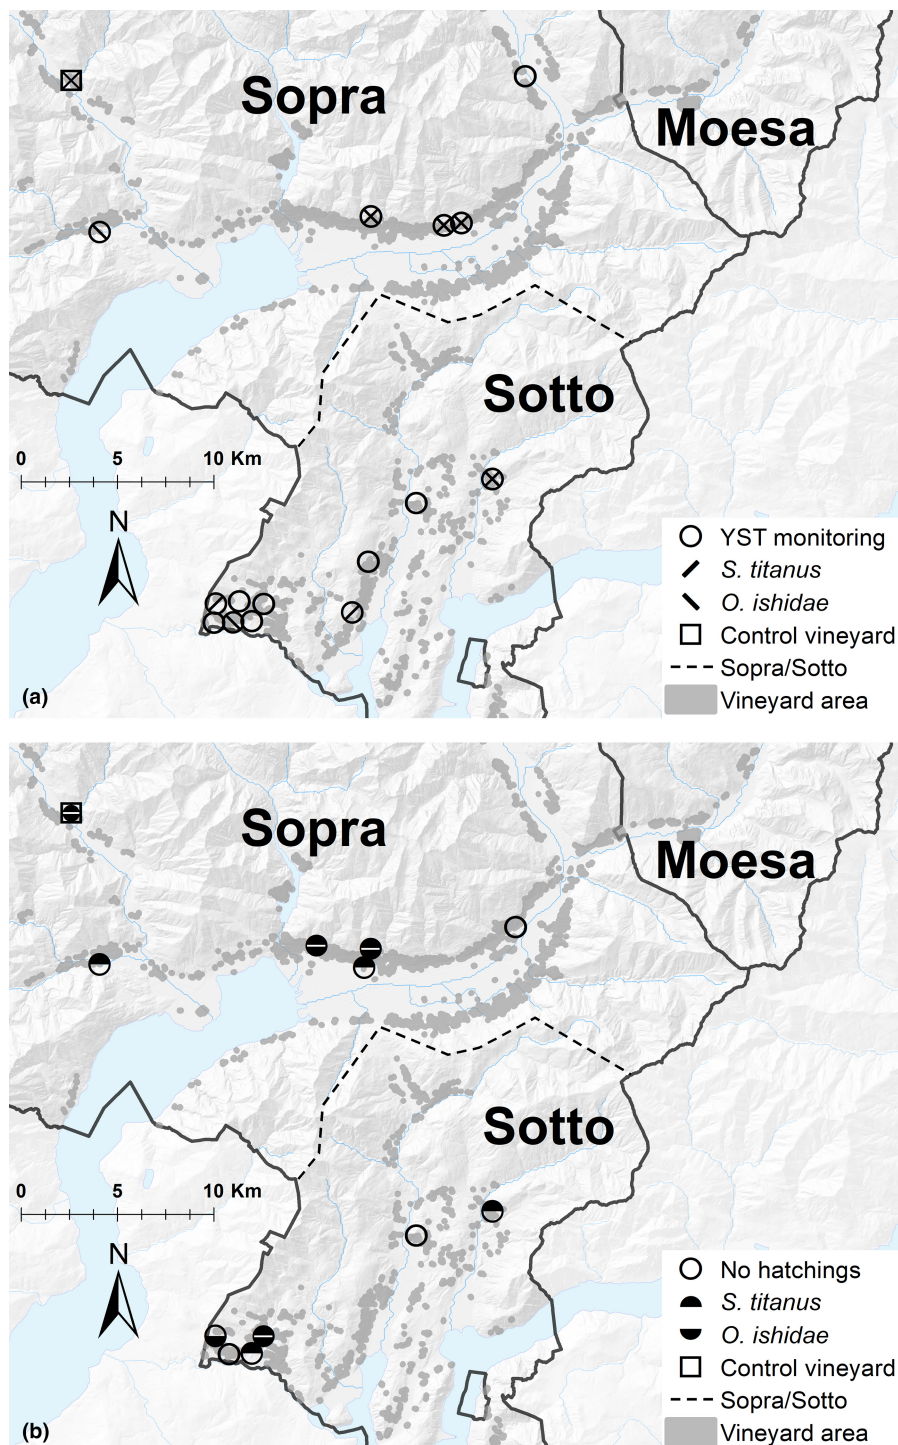 Sopra
Moesa
Sotto
0 5 10 Km
N
YST monitoring
S. titanus
O. ishidae
Control vineyard
Sopra/Sotto
Vineyard area
(a)
Sopra
Moesa
Sotto
0 5 10 Km
N
No hatchings
S. titanus
O. ishidae
Control vineyard
Sopra/Sotto
Vineyard area
(b)